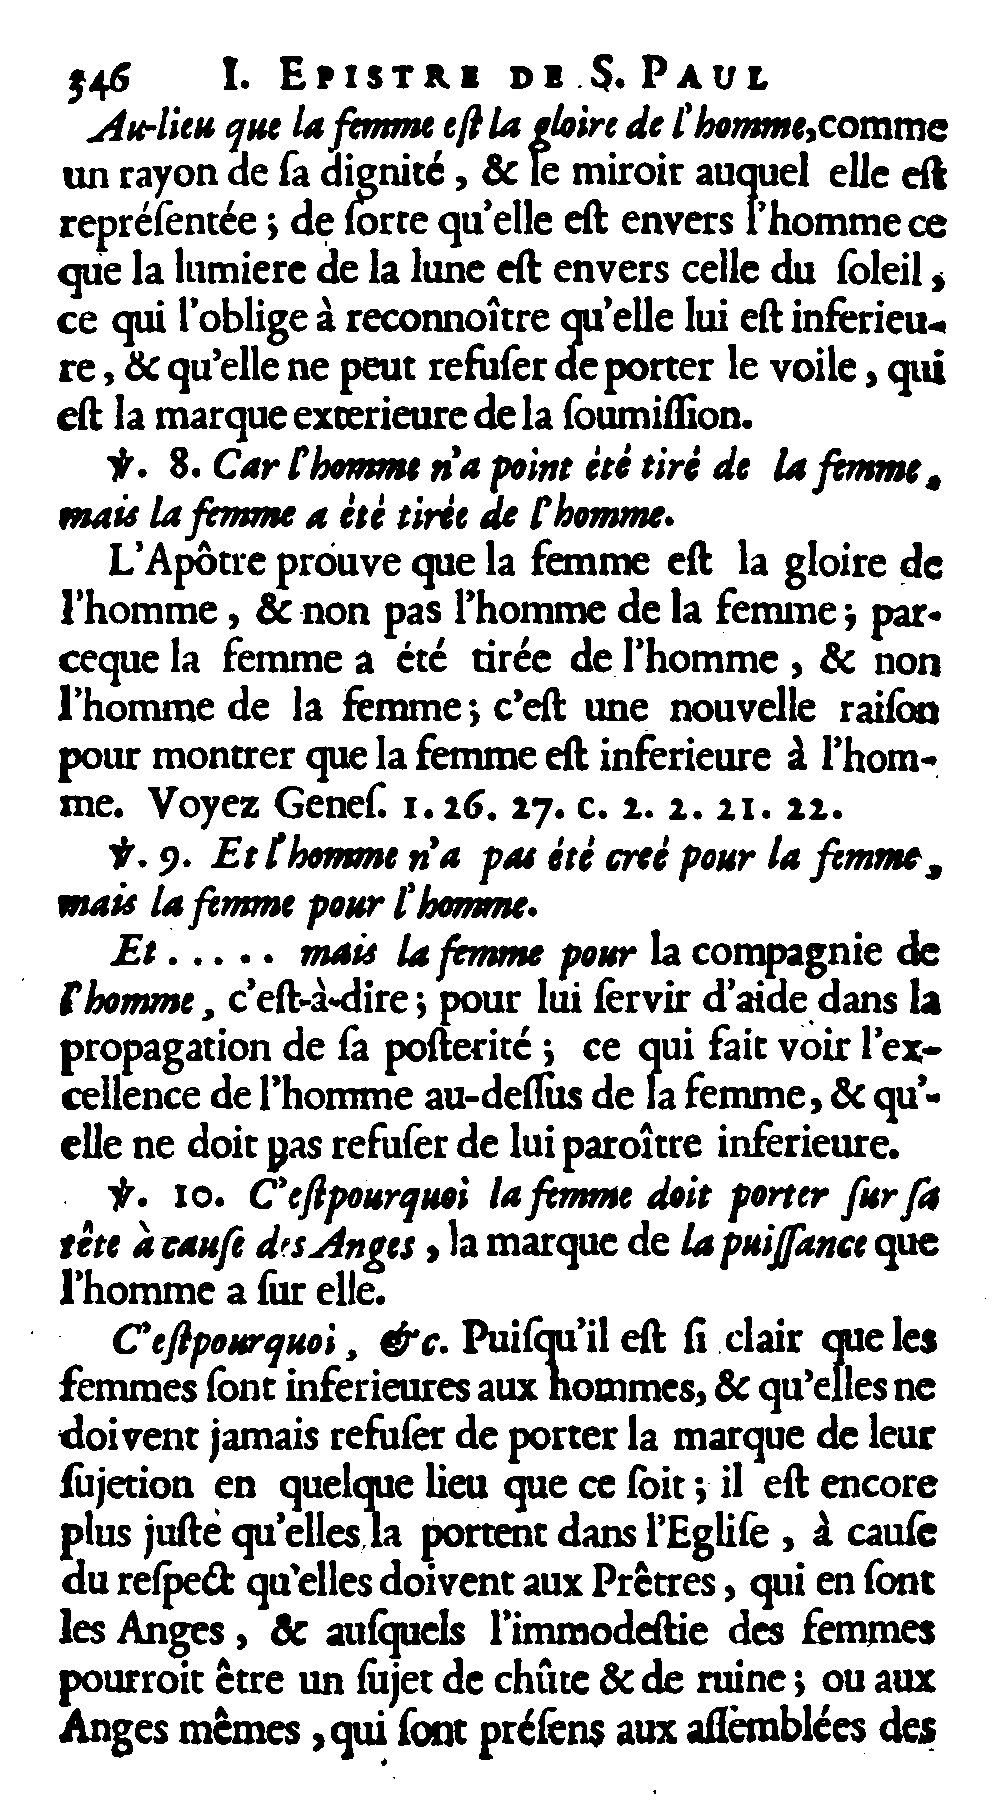 346 I. EPISTRE DE S. PAUL
Au-lieu que la femme eſt la gloire de l'homme, comme
un rayon de ſa dignité, & le miroir auquel elle eſt
repréſentée; de ſorte qu'elle eſt envers l'homme ce
que la lumiere de la lune eſt envers celle du ſoleil,
ce qui l'oblige à reconnoître qu'elle lui eſt inferieu-
re, & qu'elle ne peut refuſer de porter le voile, qui
eſt la marque exterieure de la ſoumiſſion.
℣. 8. Car l'homme n'a point été tiré de la femme,
mais la femme a été tirée de l'homme.
L'Apôtre prouve que la femme eſt la gloire de
l'homme, & non pas l'homme de la femme; par-
ceque la femme a été tirée de l'homme, & non
l'homme de la femme; c'eſt une nouvelle raiſon
pour montrer que la femme eſt inferieure à l'hom-
me. Voyez Geneſ. 1. 26. 27. c. 2. 2. 21. 22.
℣. 9. Et l'homme n'a pas été creé pour la femme,
mais la femme pour l'homme.
Et . . . . . mais la femme pour la compagnie de
l'homme, c'eſt-à-dire; pour lui ſervir d'aide dans la
propagation de ſa poſterité; ce qui fait voir l'ex-
cellence de l'homme au-deſſus de la femme, & qu'-
elle ne doit pas refuſer de lui paroître inferieure.
℣. 10. C'eſtpourquoi la femme doit porter ſur ſa
tête à cauſe des Anges, la marque de la puiſſance que
l'homme a ſur elle.
C'eſtpourquoi, &c. Puiſqu'il eſt ſi clair que les
femmes ſont inferieures aux hommes, & qu'elles ne
doivent jamais refuſer de porter la marque de leur
ſujetion en quelque lieu que ce ſoit; il eſt encore
plus juſte qu'elles la portent dans l'Egliſe, à cauſe
du reſpect qu'elles doivent aux Prêtres, qui en ſont
les Anges, & auſquels l'immodeſtie des femmes
pourroit être un ſujet de chûte & de ruine; ou aux
Anges mêmes, qui ſont préſens aux aſſemblées des